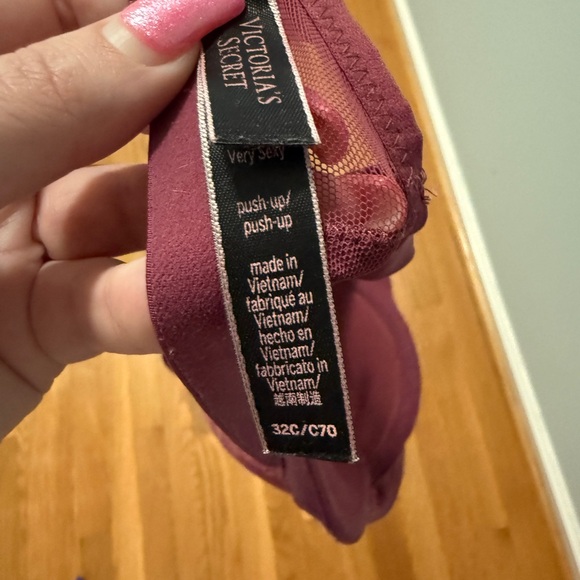 VICTORIA'S
SECRET
Very Sexy
push-up/
push-up
made in
Vietnam/
fabriqué au
Vietnam/
hecho en
Vietnam/
fabbricato in
Vietnam/
越南制造
32C/C70